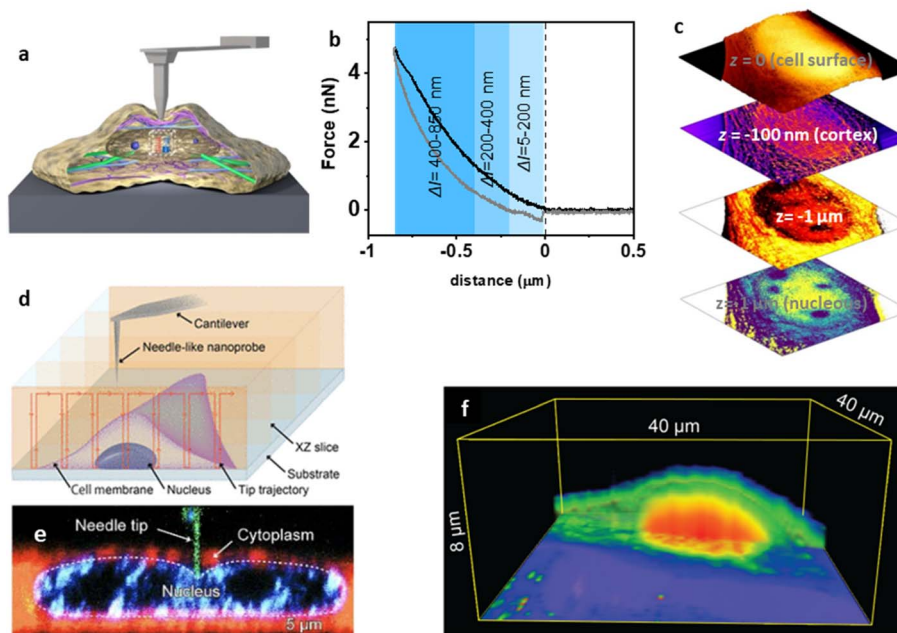 a
b
Force (nN)
4
2
0
Δl= 400-850 nm
Δl=200-400 nm
Δl=5-200 nm
-1
-0.5
0
0.5
distance (μm)
c
z = 0 (cell surface)
z = -100 nm (cortex)
z= -1 μm
z=-1 μm (nucleous)
d
Cantilever
Needle-like nanoprobe
XZ slice
Substrate
Cell membrane
Nucleus
Tip trajectory
e
Needle tip
Cytoplasm
Nucleus
5 μm
f
40 μm
40 μm
8 μm